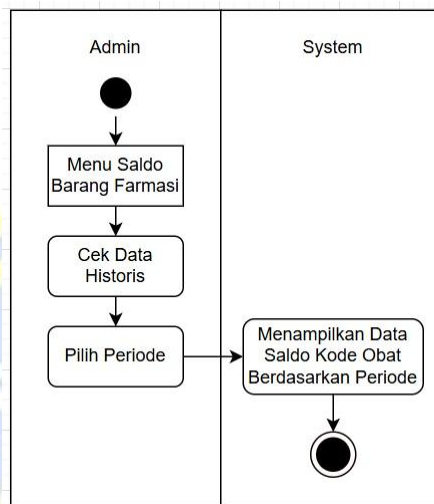 Admin
System
Menu Saldo
Barang Farmasi
Cek Data
Historis
Pilih Periode
Menampilkan Data
Saldo Kode Obat
Berdasarkan Periode